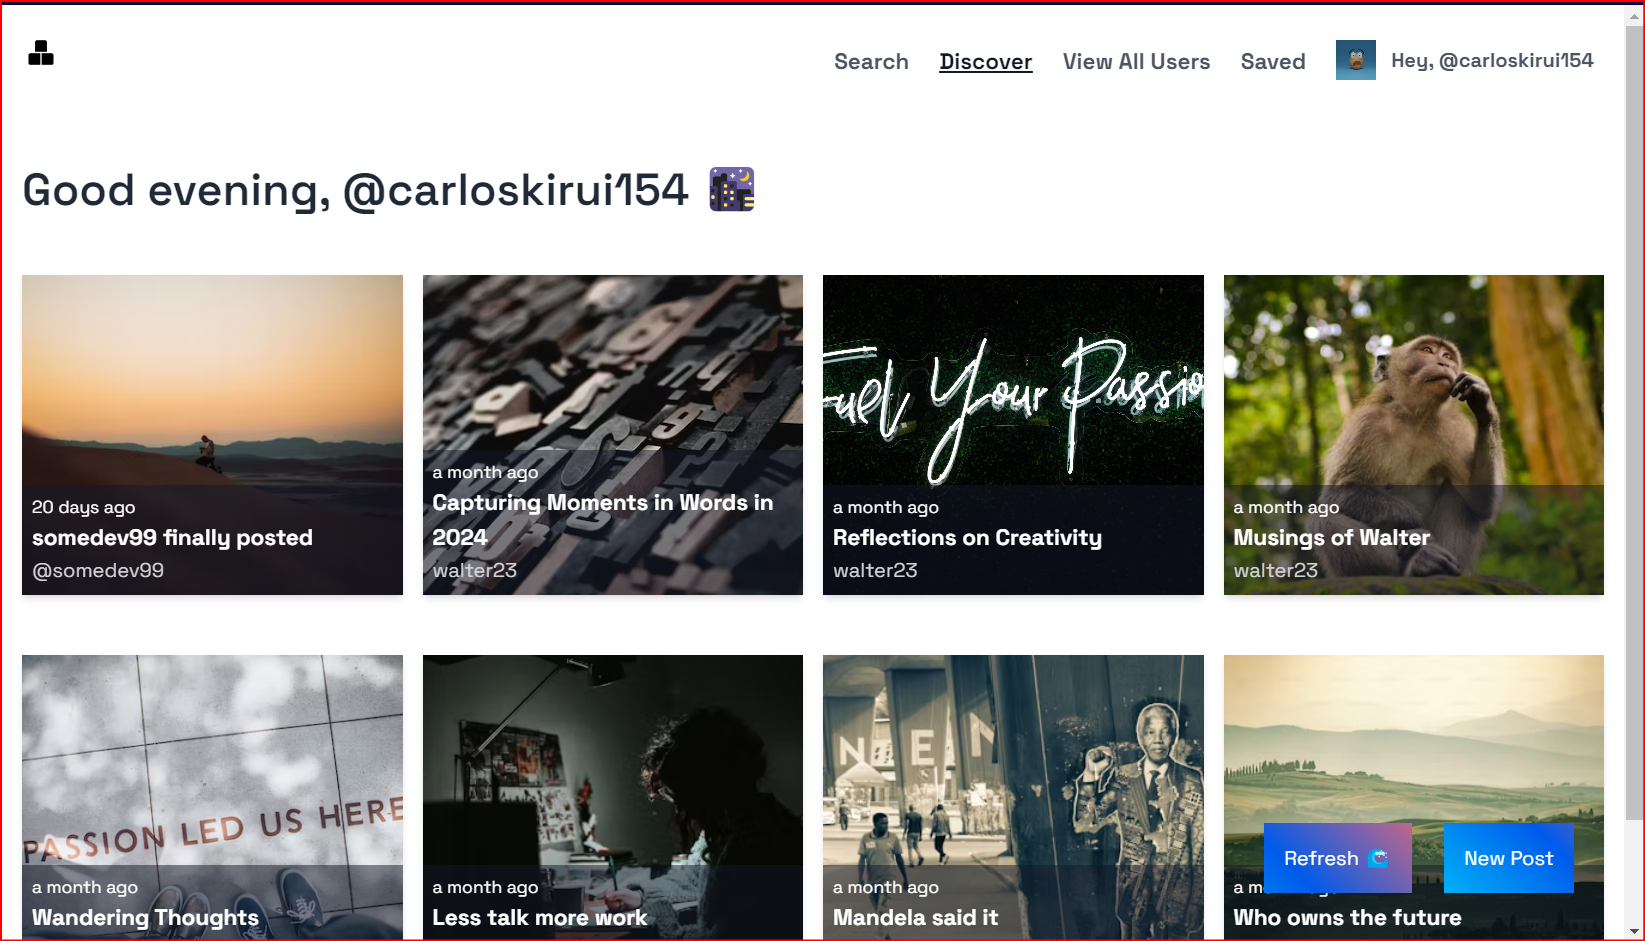 Search Discover View All Users Saved Hey, @carloskirui154
Good evening, @carloskirui154
Fuel Your Passio
20 days ago
somedev99 finally posted
@somedev99
a month ago
Capturing Moments in Words in
2024
walter23
a month ago
Reflections on Creativity
walter23
a month ago
Musings of Walter
walter23
PASSION LED US HERE
a month ago
Wandering Thoughts
a month ago
Less talk more work
a month ago
Mandela said it
Refresh
New Post
Who owns the future